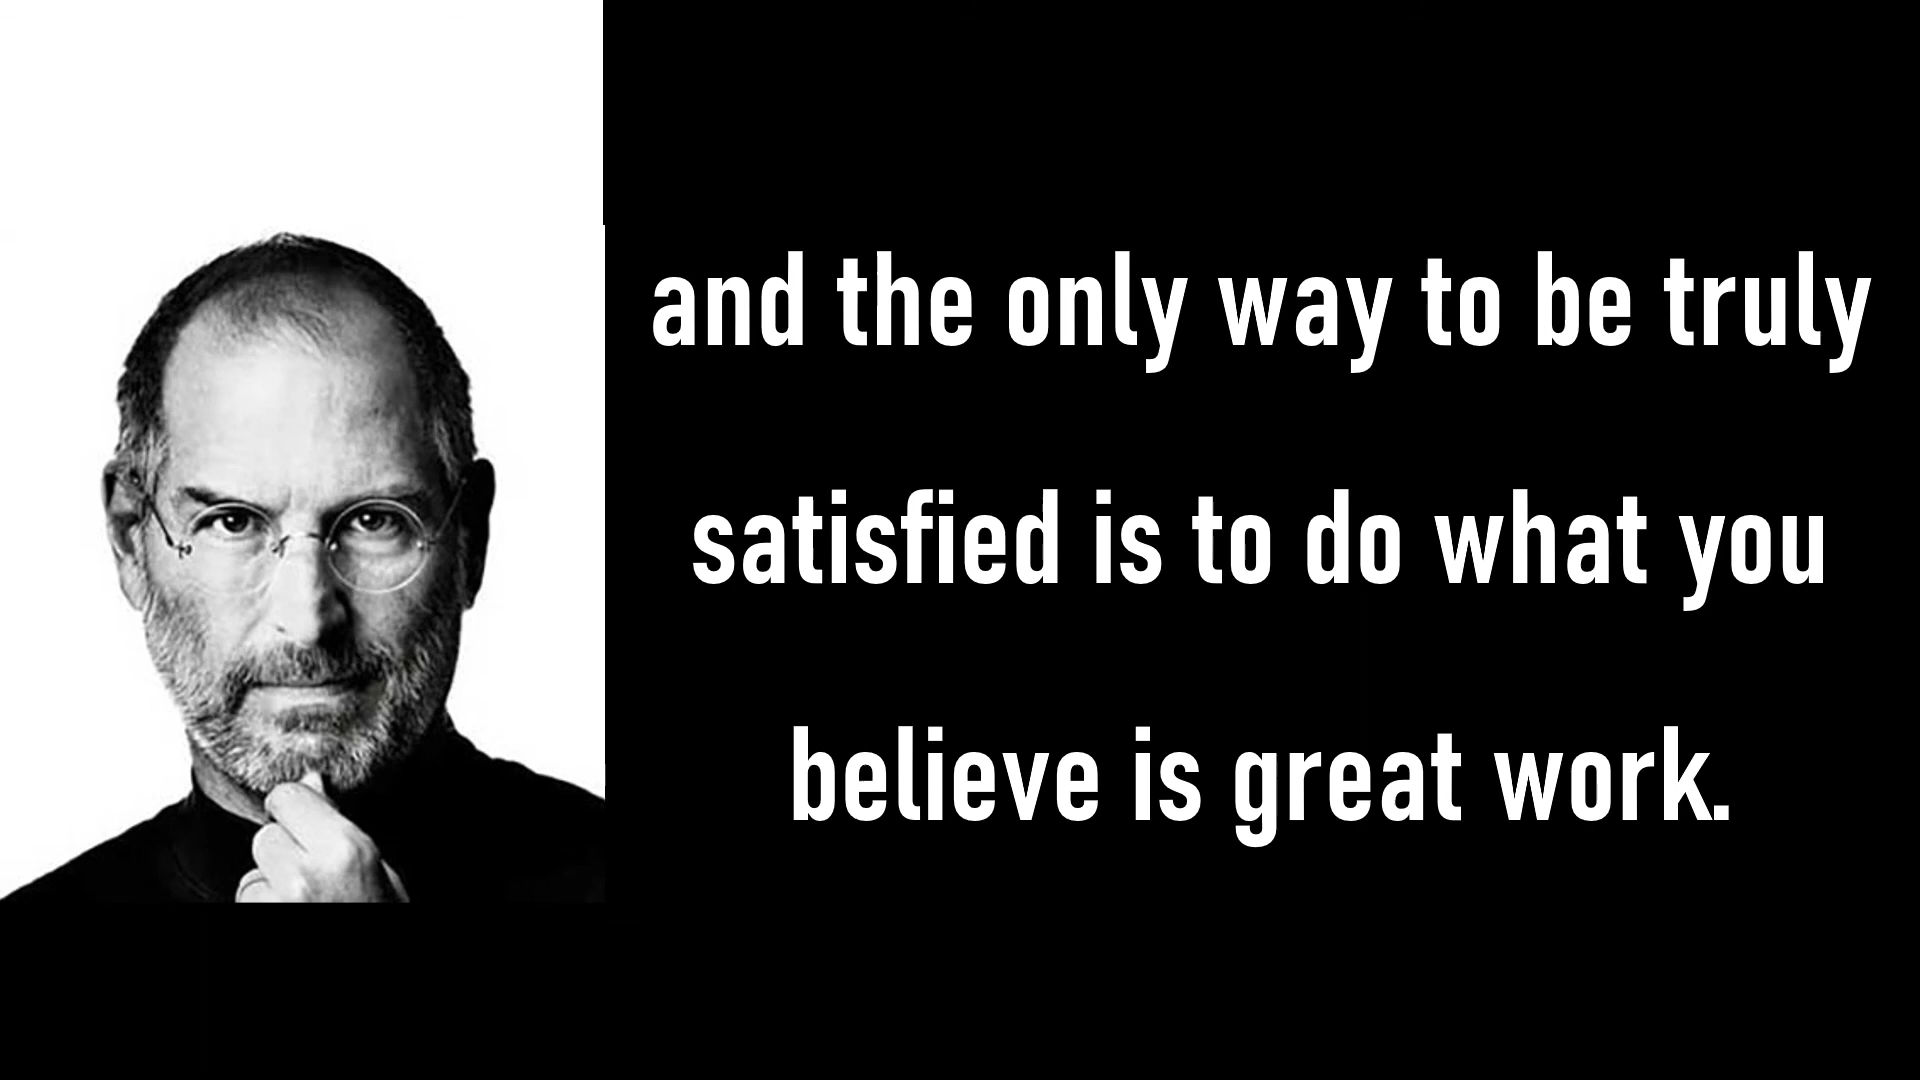 and the only way to be truly
satisfied is to do what you
believe is great work.